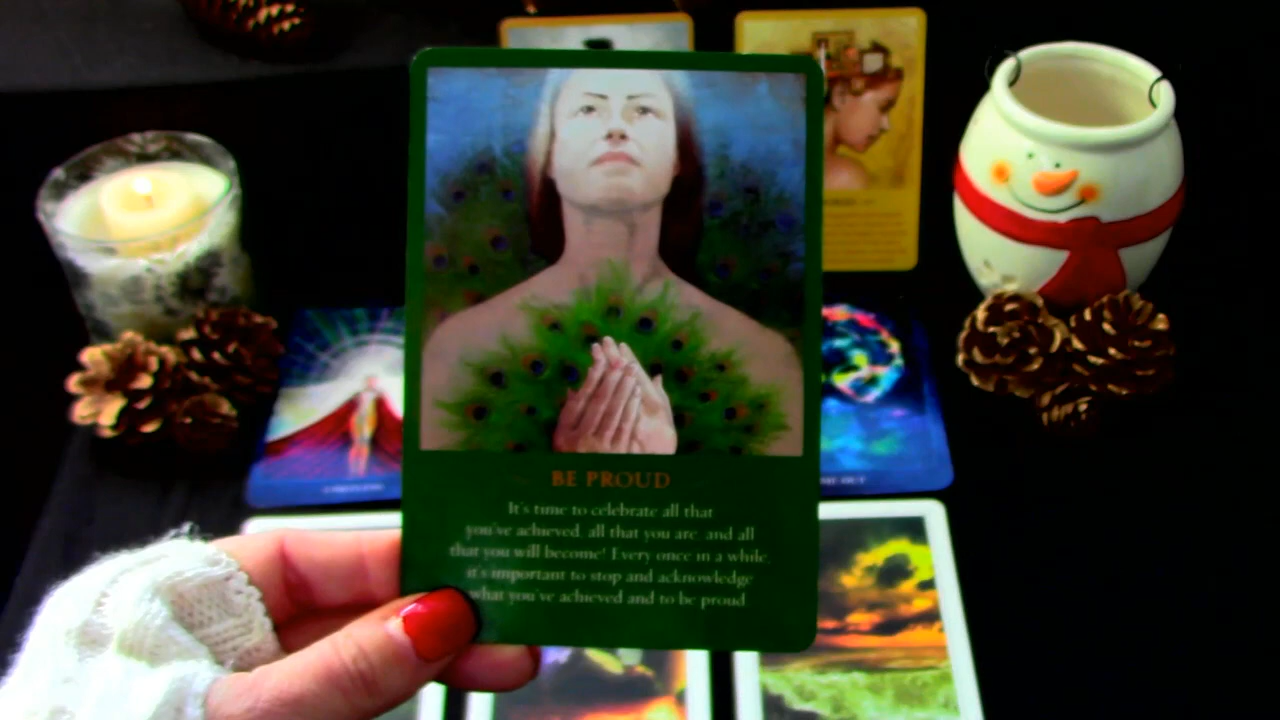 BE PROUD
It's time to celebrate all that
you've achieved, all that you are, and all
that you will become! Every once in a while,
it's important to stop and acknowledge
what you've achieved and to be proud